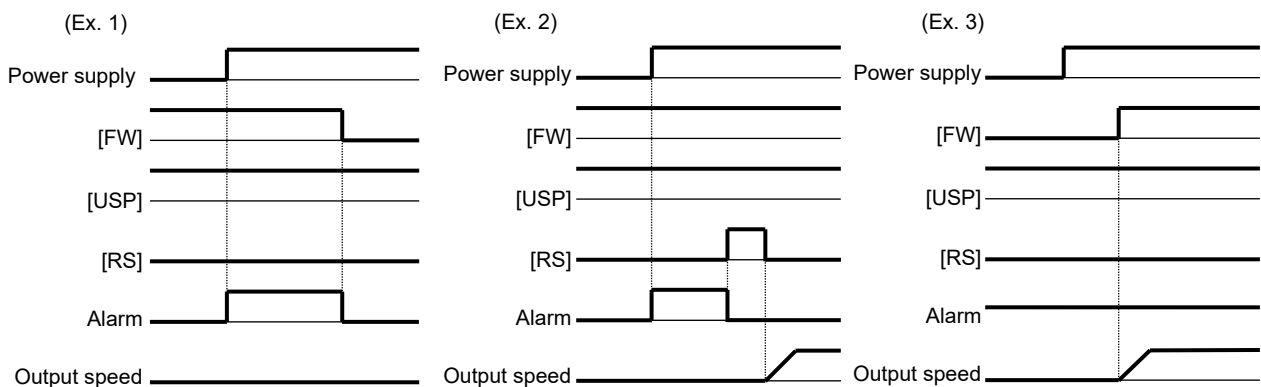 (Ex. 1)
Power supply
[FW]
[USP]
[RS]
Alarm
Output speed
(Ex. 2)
Power supply
[FW]
[USP]
[RS]
Alarm
Output speed
(Ex. 3)
Power supply
[FW]
[USP]
[RS]
Alarm
Output speed